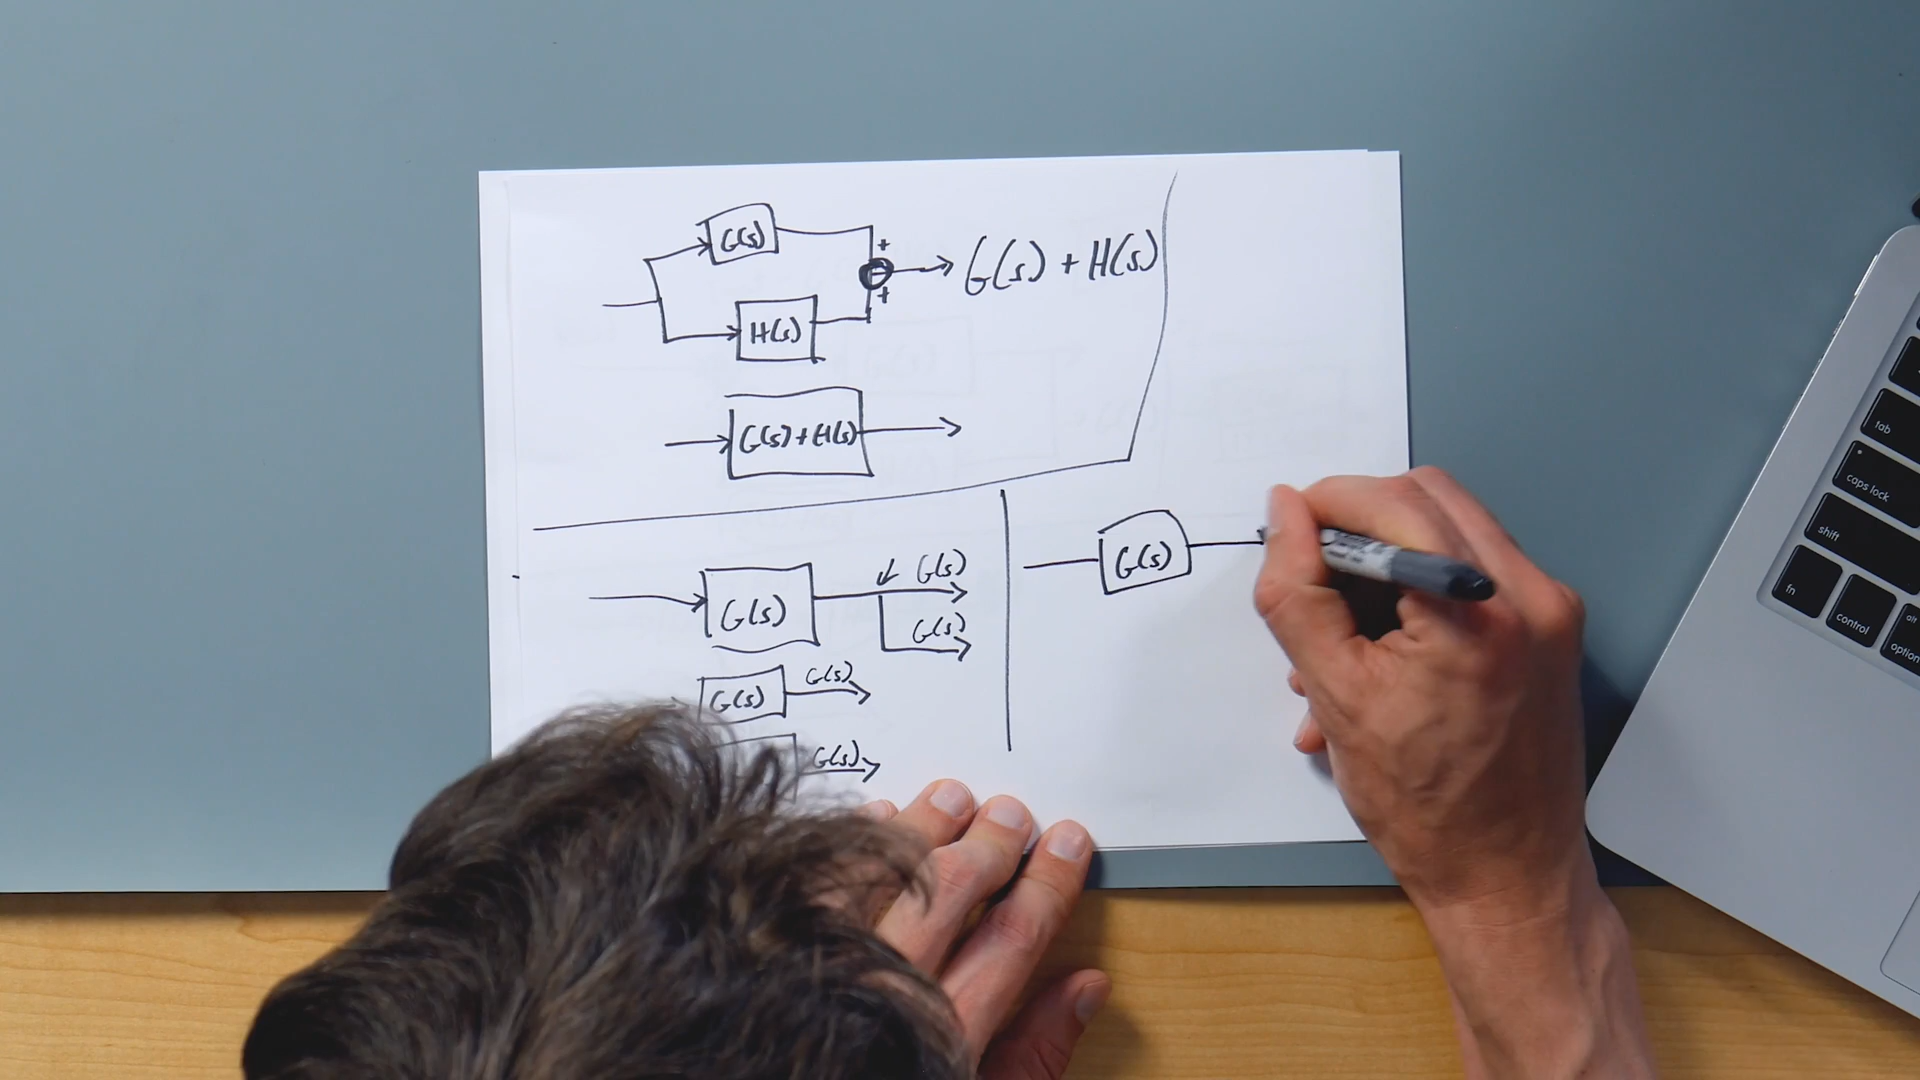 G(s)
+
G(s) + H(s)
+
H(s)
G(s)+H(s)
G(s)
G(s)
G(s)
G(s)
G(s)
G(s)
G(s)
tab
caps lock
shift
fn
control
alt
option